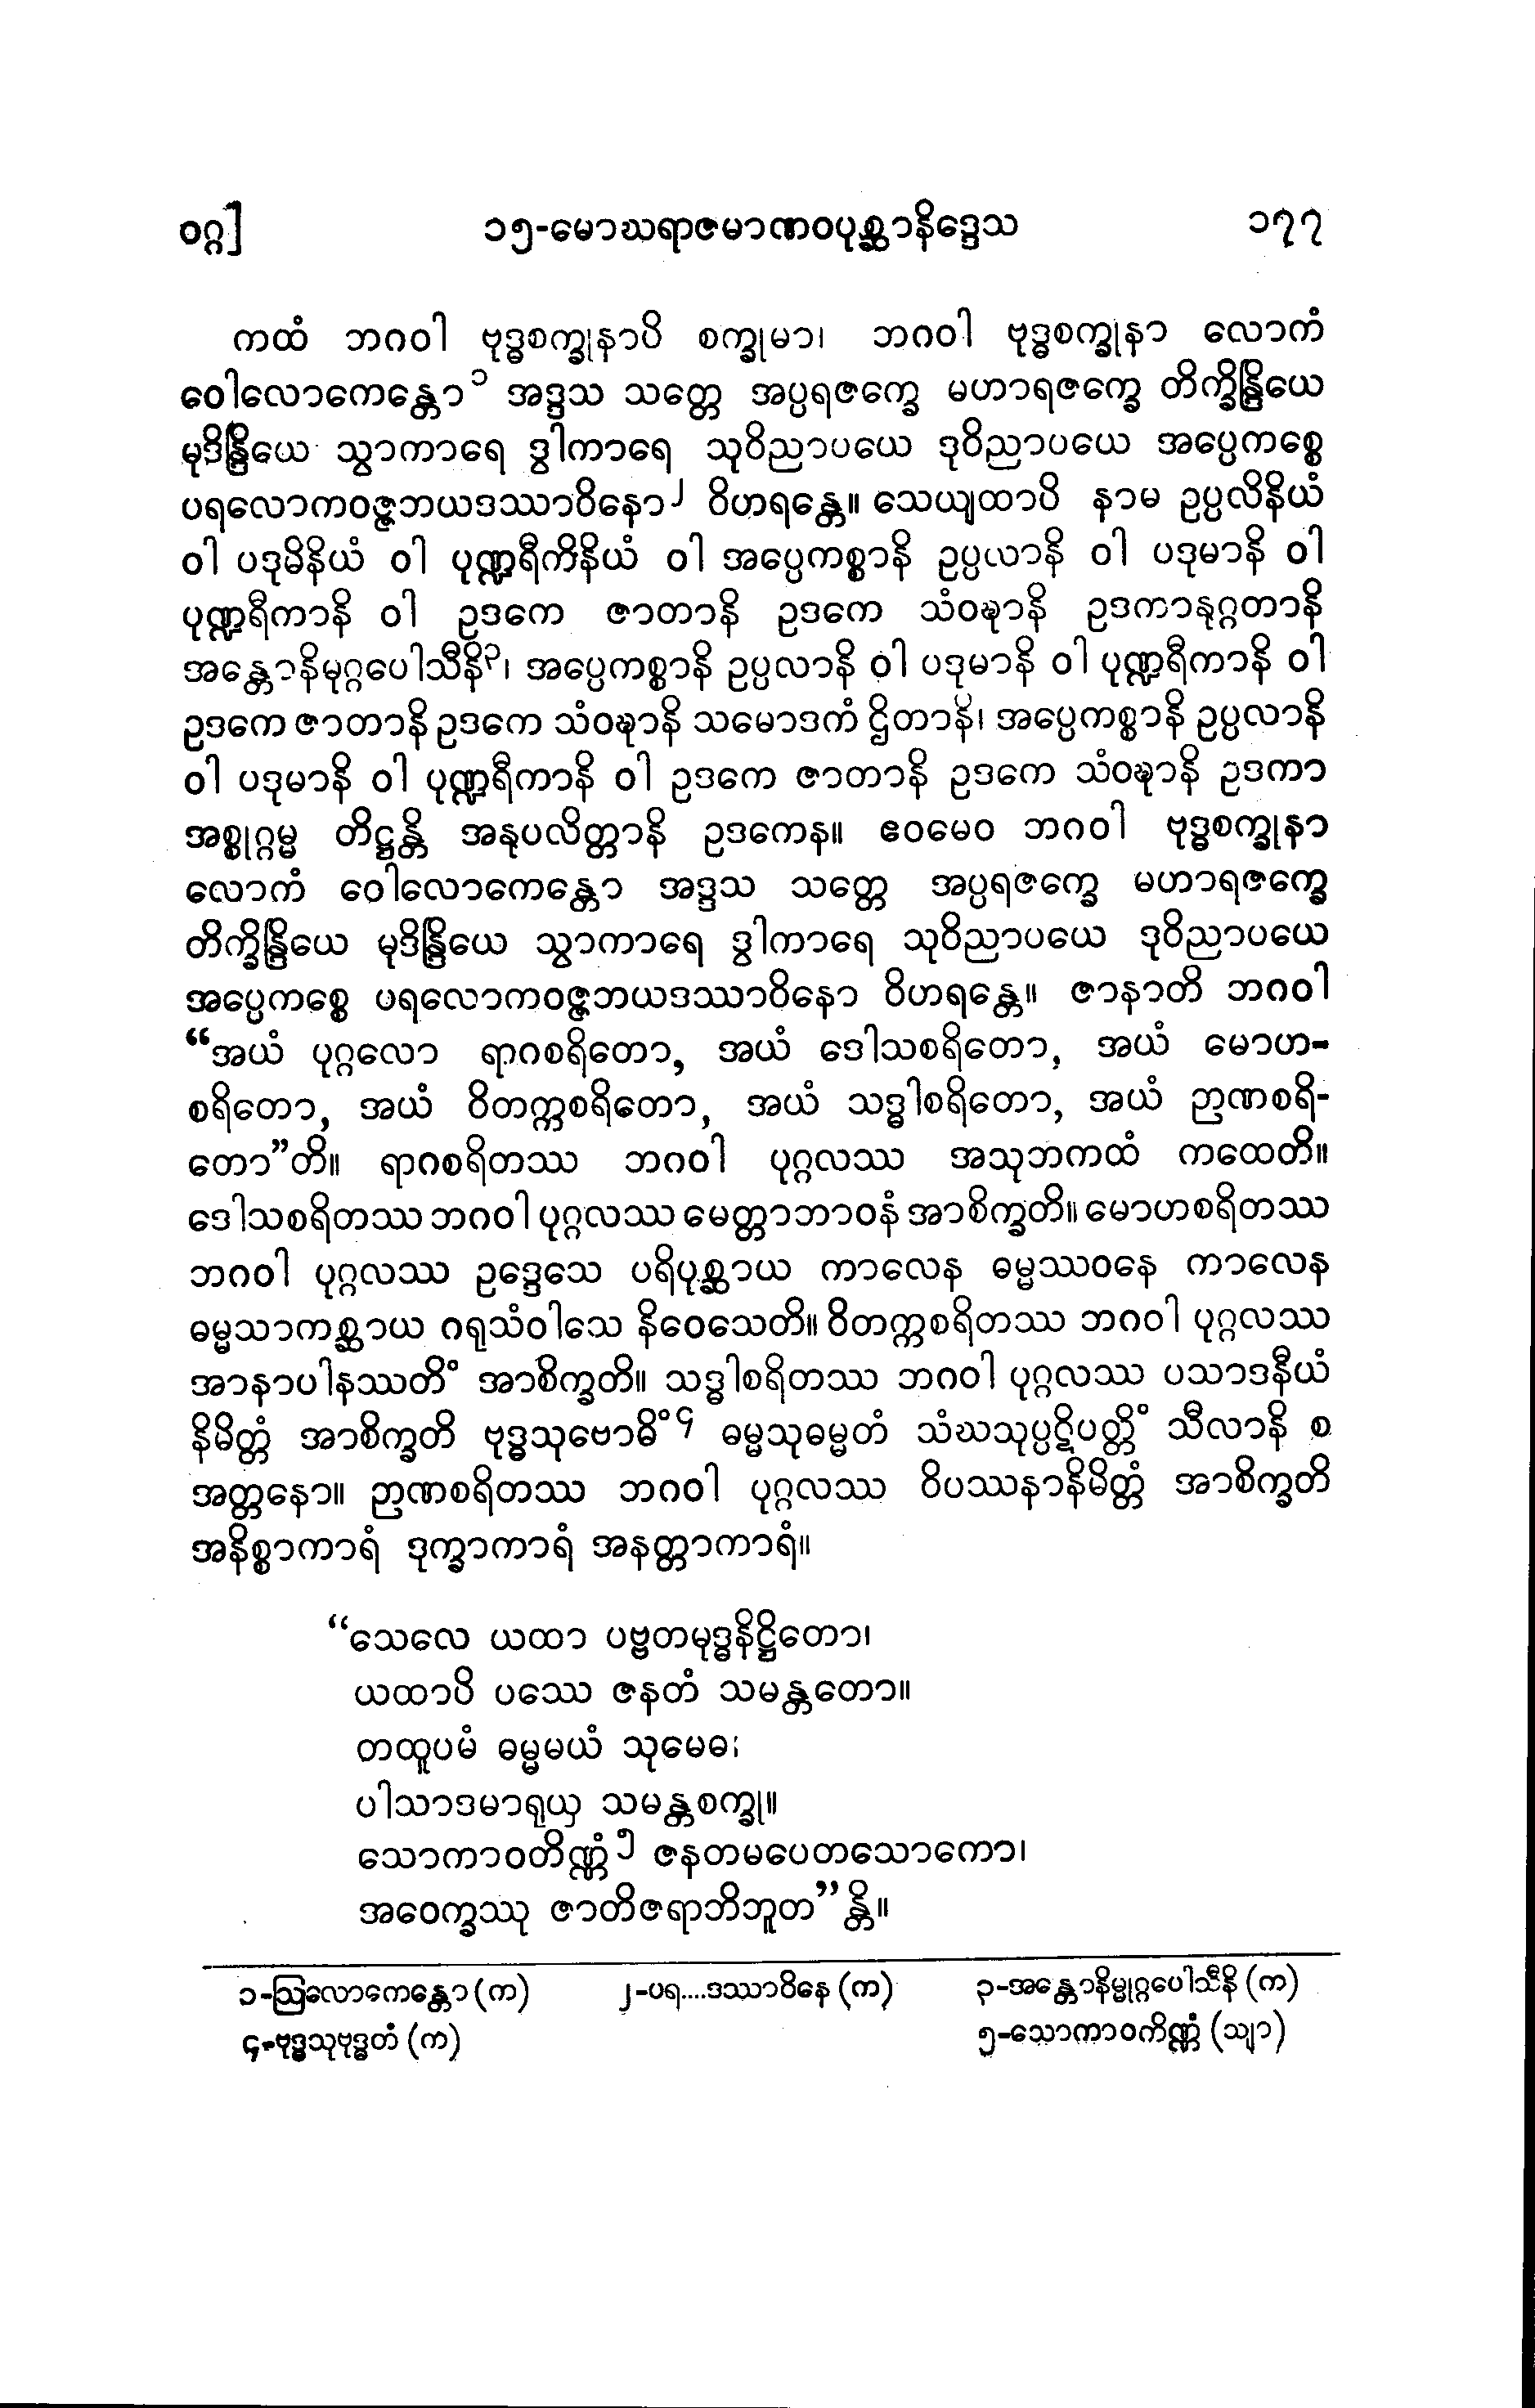 ဝဂ္ဂ] ၁၅-မောဃရာဇမာဏဝပုစ္ဆာနိဒ္ဒေသ ၁၇၇
ကထံ ဘဂဝါ ဗုဒ္ဓစက္ခုနာပိ စက္ခုမာ၊ ဘဂဝါ ဗုဒ္ဓစက္ခုနာ လောကံ
ဝေါလောကေန္တော၁ အဒ္ဒသ သတ္တေ အပ္ပရဇက္ခေ မဟာရဇက္ခေ တိက္ခိန္ဒြိယေ
မုဒိန္ဒြိယေ သွာကာရေ ဒွါကာရေ သုဝိညာပယေ ဒုဝိညာပယေ အပ္ပေကစ္စေ
ပရလောကဝဇ္ဇဘယဒဿာဝိနော၂ ဝိဟရန္တေ။ သေယျထာပိ နာမ ဥပ္ပလိနိယံ
ဝါ ပဒုမိနိယံ ဝါ ပုဏ္ဍရီကိနိယံ ဝါ အပ္ပေကစ္စာနိ ဥပ္ပလာနိ ဝါ ပဒုမာနိ ဝါ
ပုဏ္ဍရီကာနိ ဝါ ဥဒကေ ဇာတာနိ ဥဒကေ သံဝဍ္ဎာနိ ဥဒကာနုဂ္ဂတာနိ
အန္တောနိမုဂ္ဂပေါသီနိ၃၊ အပ္ပေကစ္စာနိ ဥပ္ပလာနိ ဝါ ပဒုမာနိ ဝါ ပုဏ္ဍရီကာနိ ဝါ
ဥဒကေ ဇာတာနိ ဥဒကေ သံဝဍ္ဎာနိ သမောဒကံ ဌိတာနိ၊ အပ္ပေကစ္စာနိ ဥပ္ပလာနိ
ဝါ ပဒုမာနိ ဝါ ပုဏ္ဍရီကာနိ ဝါ ဥဒကေ ဇာတာနိ ဥဒကေ သံဝဍ္ဎာနိ ဥဒကာ
အစ္စုဂ္ဂမ္မ တိဋ္ဌန္တိ အနုပလိတ္တာနိ ဥဒကေန။ ဧဝမေဝ ဘဂဝါ ဗုဒ္ဓစက္ခုနာ
လောကံ ဝေါလောကေန္တော အဒ္ဒသ သတ္တေ အပ္ပရဇက္ခေ မဟာရဇက္ခေ
တိက္ခိန္ဒြိယေ မုဒိန္ဒြိယေ သွာကာရေ ဒွါကာရေ သုဝိညာပယေ ဒုဝိညာပယေ
အပ္ပေကစ္စေ ပရလောကဝဇ္ဇဘယဒဿာဝိနော ဝိဟရန္တေ။ ဇာနာတိ ဘဂဝါ
“အယံ ပုဂ္ဂလော ရာဂစရိတော, အယံ ဒေါသစရိတော, အယံ မောဟ-
စရိတော, အယံ ဝိတက္ကစရိတော, အယံ သဒ္ဓါစရိတော, အယံ ဉာဏစရိ-
တော”တိ။ ရာဂစရိတဿ ဘဂဝါ ပုဂ္ဂလဿ အသုဘကထံ ကထေတိ။
ဒေါသစရိတဿ ဘဂဝါ ပုဂ္ဂလဿ မေတ္တာဘာဝနံ အာစိက္ခတိ။ မောဟစရိတဿ
ဘဂဝါ ပုဂ္ဂလဿ ဥဒ္ဒေသေ ပရိပုစ္ဆာယ ကာလေန ဓမ္မဿဝနေ ကာလေန
ဓမ္မသာကစ္ဆာယ ဂရုသံဝါသေ နိဝေသေတိ။ ဝိတက္ကစရိတဿ ဘဂဝါ ပုဂ္ဂလဿ
အာနာပါနဿတိံ အာစိက္ခတိ။ သဒ္ဓါစရိတဿ ဘဂဝါ ပုဂ္ဂလဿ ပသာဒနီယံ
နိမိတ္တံ အာစိက္ခတိ ဗုဒ္ဓသုဗောဓိံ၄ ဓမ္မသုဓမ္မတံ သံဃသုပ္ပဋိပတ္တိံ သီလာနိ စ
အတ္တနော။ ဉာဏစရိတဿ ဘဂဝါ ပုဂ္ဂလဿ ဝိပဿနာနိမိတ္တံ အာစိက္ခတိ
အနိစ္စာကာရံ ဒုက္ခာကာရံ အနတ္တာကာရံ။
“သေလေ ယထာ ပဗ္ဗတမုဒ္ဓနိဋ္ဌိတော၊
ယထာပိ ပဿေ ဇနတံ သမန္တတော။
တထူပမံ ဓမ္မမယံ သုမေဓ၊
ပါသာဒမာရုယှ သမန္တစက္ခု။
သောကာဝတိဏ္ဏံ၅ ဇနတမပေတသောကော၊
အဝေက္ခဿု ဇာတိဇရာဘိဘူတ”န္တိ။
၁-ဩလောကေန္တော (က) ၂-ပရ....ဒဿာဝိနေ (က) ၃-အန္တောနိမ္မုဂ္ဂပေါသီနိ (က)
၄-ဗုဒ္ဓသုဗုဒ္ဓတံ (က) ၅-သောကာဝကိဏ္ဏံ (သျာ)